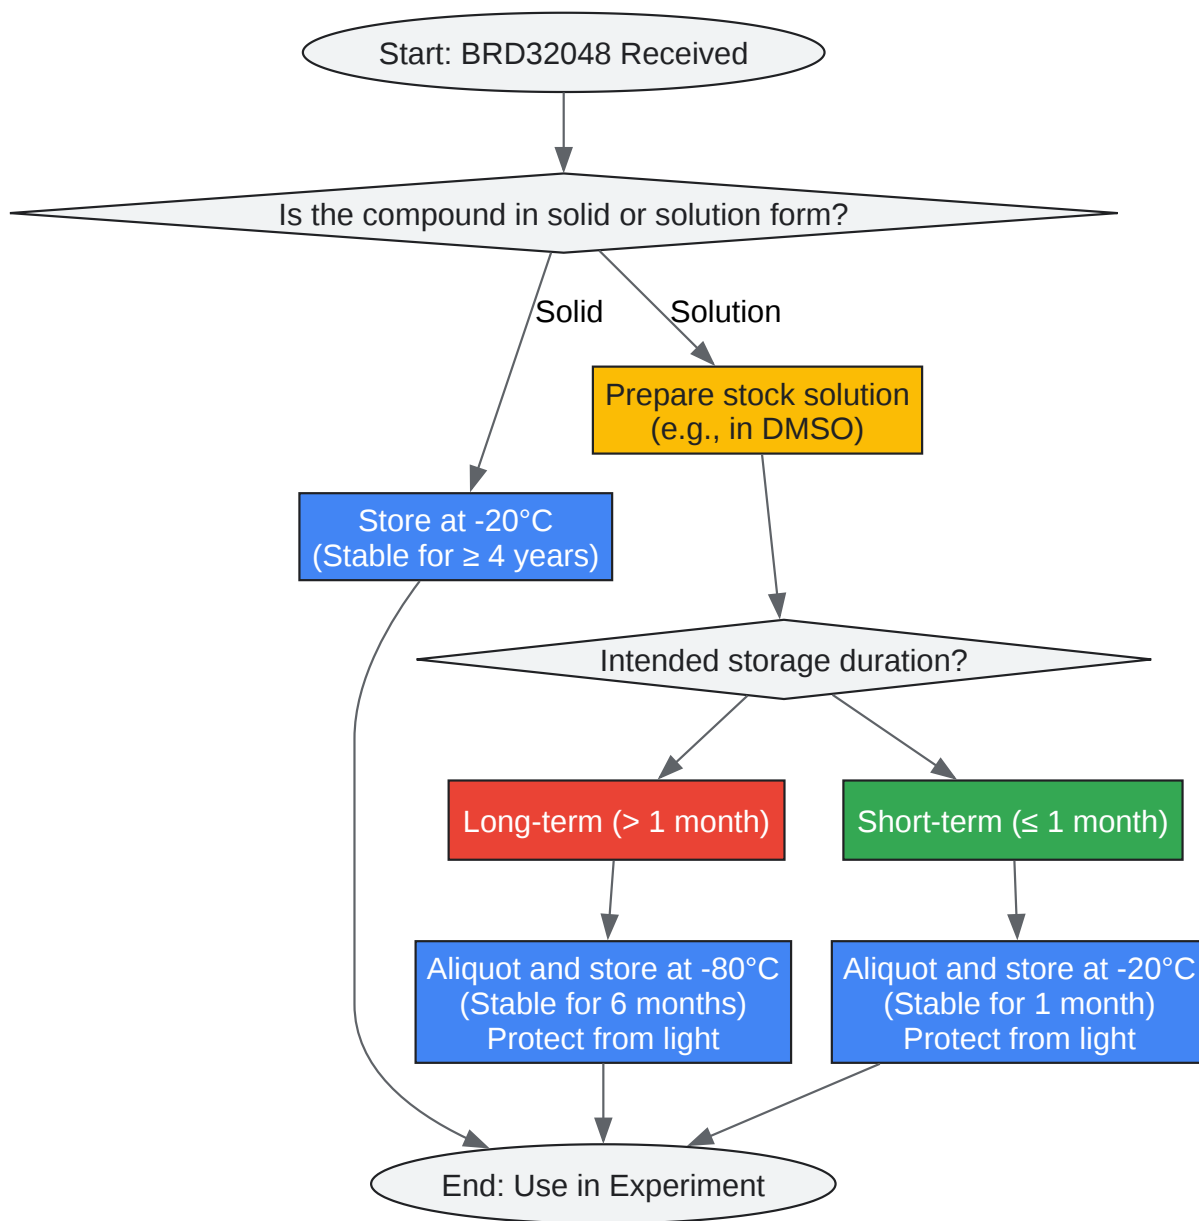 Start: BRD32048 Received
Is the compound in solid or solution form?
Solid
Solution
Prepare stock solution
(e.g., in DMSO)
Store at -20°C
(Stable for ≥ 4 years)
Intended storage duration?
Long-term (> 1 month)
Short-term (≤ 1 month)
Aliquot and store at -80°C
(Stable for 6 months)
Protect from light
Aliquot and store at -20°C
(Stable for 1 month)
Protect from light
End: Use in Experiment